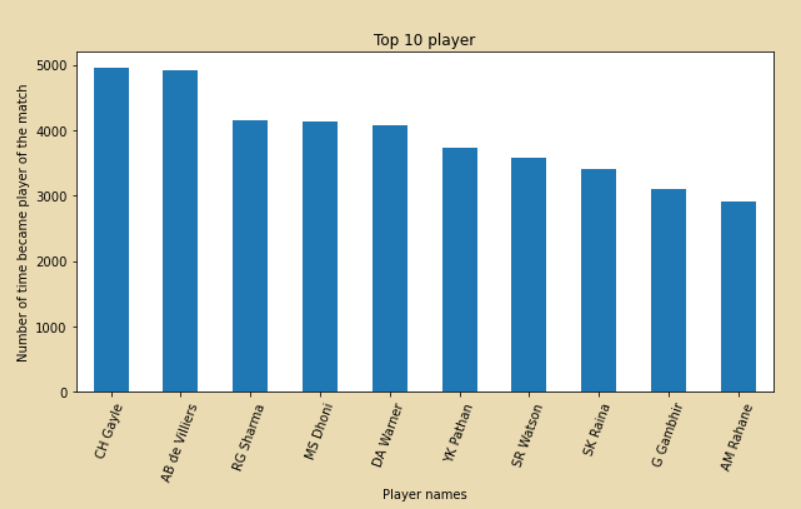 Top 10 player
Number of time became player of the match
5000
4000
3000
2000
1000
0
CH Gayle
AB de Villiers
RG Sharma
MS Dhoni
DA Warner
YK Pathan
SR Watson
SK Raina
G Gambhir
AM Rahane
Player names